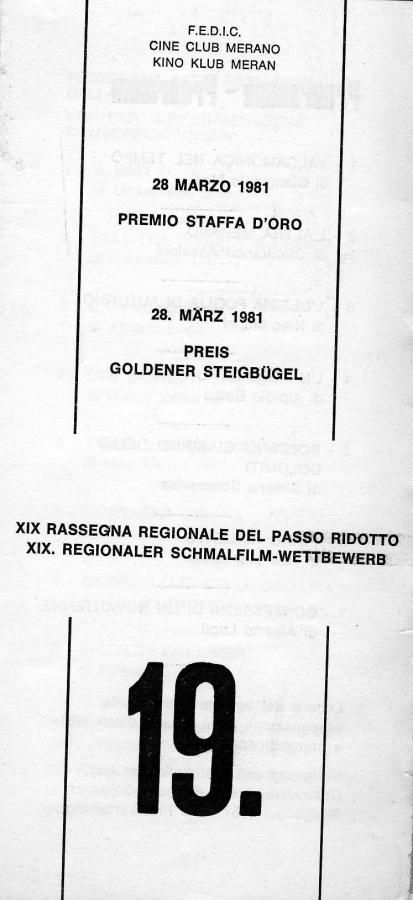 F.E.D.I.C.
CINE CLUB MERANO
KINO KLUB MERAN
28 MARZO 1981
PREMIO STAFFA D'ORO
28. MÄRZ 1981
PREIS
GOLDENER STEIGBÜGEL
XIX RASSEGNA REGIONALE DEL PASSO RIDOTTO
XIX. REGIONALER SCHMALFILM-WETTBEWERB
19.